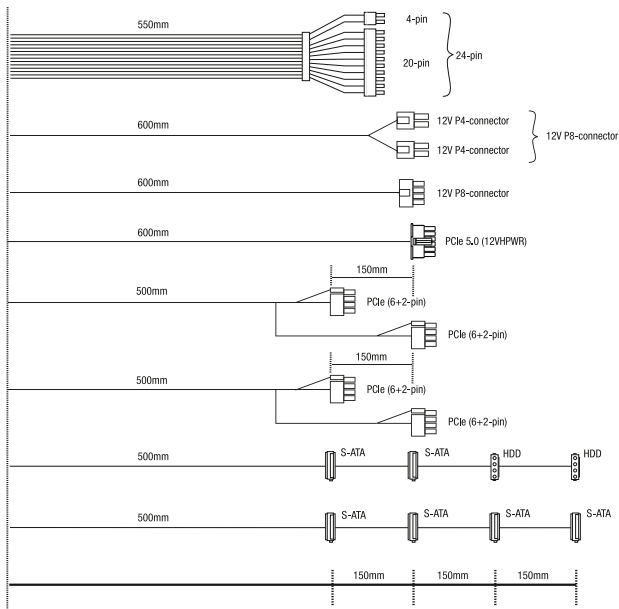 550mm
4-pin
20-pin
24-pin
600mm
12V P4-connector
12V P4-connector
12V P8-connector
600mm
12V P8-connector
600mm
PCIe 5.0 (12VHPWR)
150mm
500mm
PCIe (6+2-pin)
PCIe (6+2-pin)
150mm
500mm
PCIe (6+2-pin)
PCIe (6+2-pin)
500mm
S-ATA
S-ATA
HDD
HDD
500mm
S-ATA
S-ATA
S-ATA
S-ATA
150mm
150mm
150mm